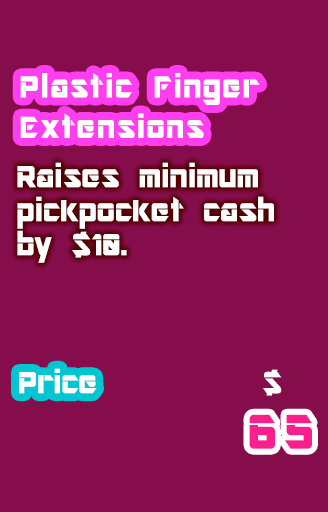 Plastic Finger
Extensions
Raises minimum
pickpocket cash
by $10.
Price
$
65